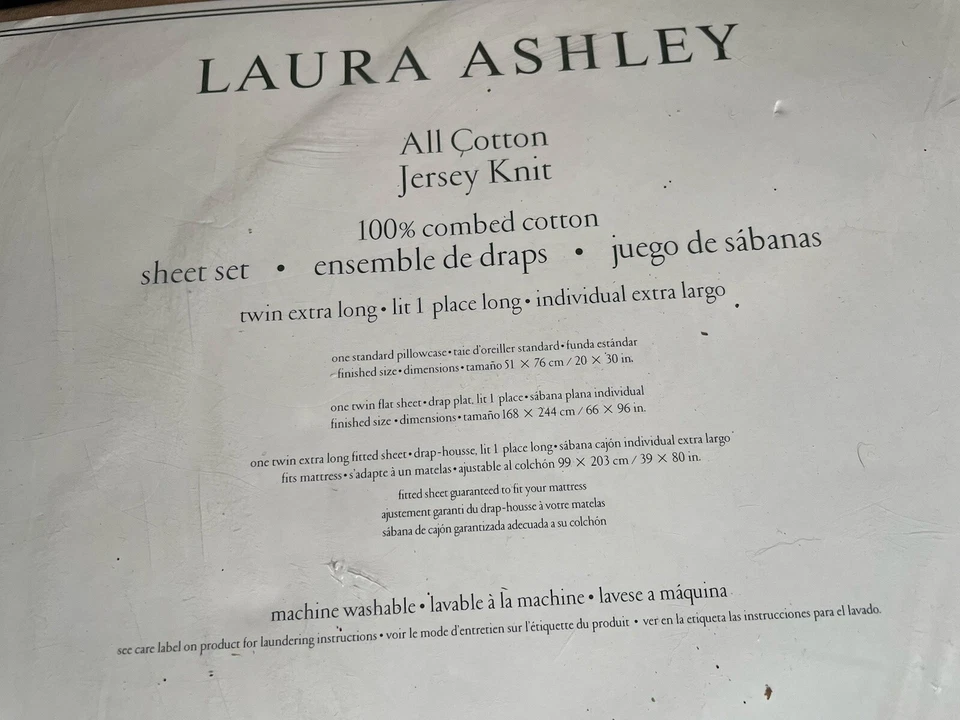 LAURA ASHLEY
All Cotton
Jersey Knit
100% combed cotton
sheet set • ensemble de draps • juego de sábanas
twin extra long • lit 1 place long • individual extra largo
one standard pillowcase • taie d'oreiller standard • funda estándar
finished size • dimensions • tamaño 51 × 76 cm / 20 × 30 in.
one twin flat sheet • drap plat, lit 1 place • sábana plana individual
finished size • dimensions • tamaño 168 × 244 cm / 66 × 96 in.
one twin extra long fitted sheet • drap-housse, lit 1 place long • sábana cajón individual extra largo
fits mattress • s'adapte à un matelas • ajustable al colchón 99 × 203 cm / 39 × 80 in.
fitted sheet guaranteed to fit your mattress
ajustement garanti du drap-housse à votre matelas
sábana de cajón garantizada adecuada a su colchón
machine washable • lavable à la machine • lavese a máquina
see care label on product for laundering instructions • voir le mode d'entretien sur l'étiquette du produit • ver en la etiqueta las instrucciones para el lavado.